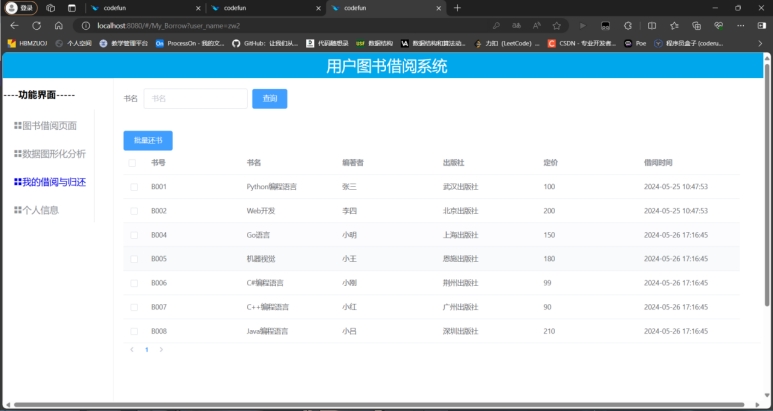 登录
codefun
codefun
codefun
localhost:8080/#/My_Borrow?user_name=zw2
HBMZUOJ 个人空间 教学管理平台 ProcessOn - 我的文... GitHub: 让我们从... 代码随想录 数据结构 数据结构和算法动... 力扣 (LeetCode) ... CSDN - 专业开发者... Poe 程序员盒子 (coderu...
用户图书借阅系统
----功能界面-----
图书借阅页面
数据图形化分析
我的借阅与归还
个人信息
书名 书名 查询
批量还书
书号 书名 编著者 出版社 定价 借阅时间
B001 Python编程语言 张三 武汉出版社 100 2024-05-25 10:47:53
B002 Web开发 李四 北京出版社 200 2024-05-25 10:47:53
B004 Go语言 小明 上海出版社 150 2024-05-26 17:16:45
B005 机器视觉 小王 恩施出版社 180 2024-05-26 17:16:45
B006 C#编程语言 小刚 荆州出版社 99 2024-05-26 17:16:45
B007 C++编程语言 小红 广州出版社 90 2024-05-26 17:16:45
B008 Java编程语言 小吕 深圳出版社 210 2024-05-26 17:16:45
1